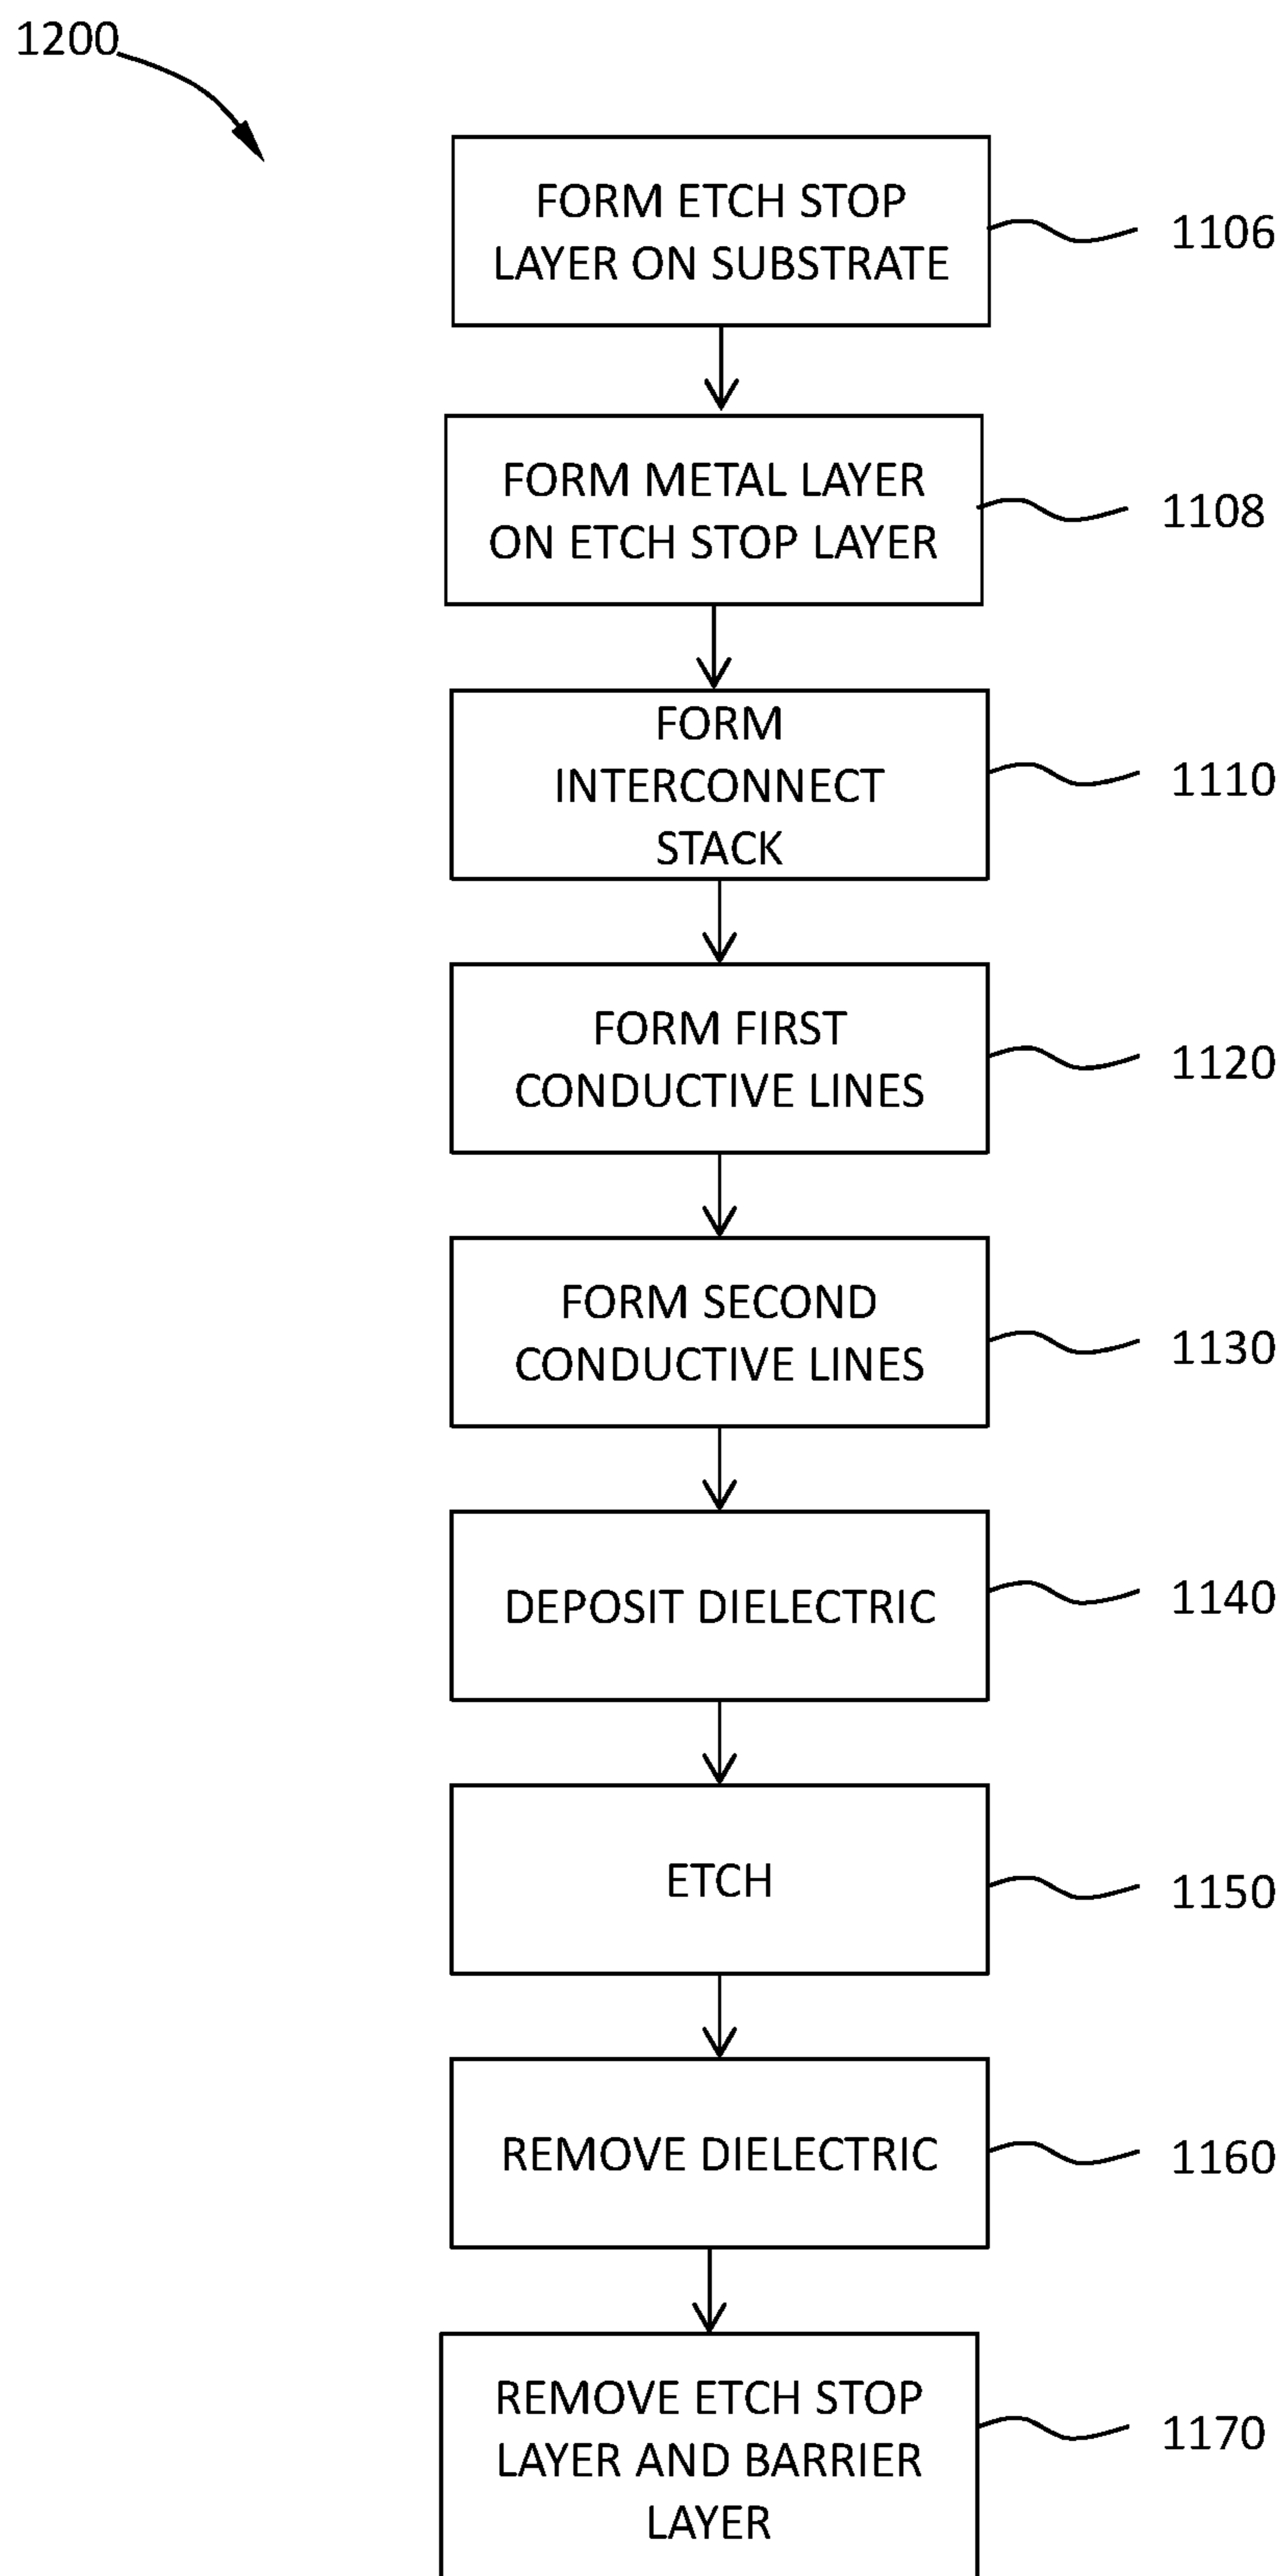 1200
FORM ETCH STOP
LAYER ON SUBSTRATE
1106
FORM METAL LAYER
ON ETCH STOP LAYER
1108
FORM
INTERCONNECT
STACK
1110
FORM FIRST
CONDUCTIVE LINES
1120
FORM SECOND
CONDUCTIVE LINES
1130
DEPOSIT DIELECTRIC
1140
ETCH
1150
REMOVE DIELECTRIC
1160
REMOVE ETCH STOP
LAYER AND BARRIER
LAYER
1170